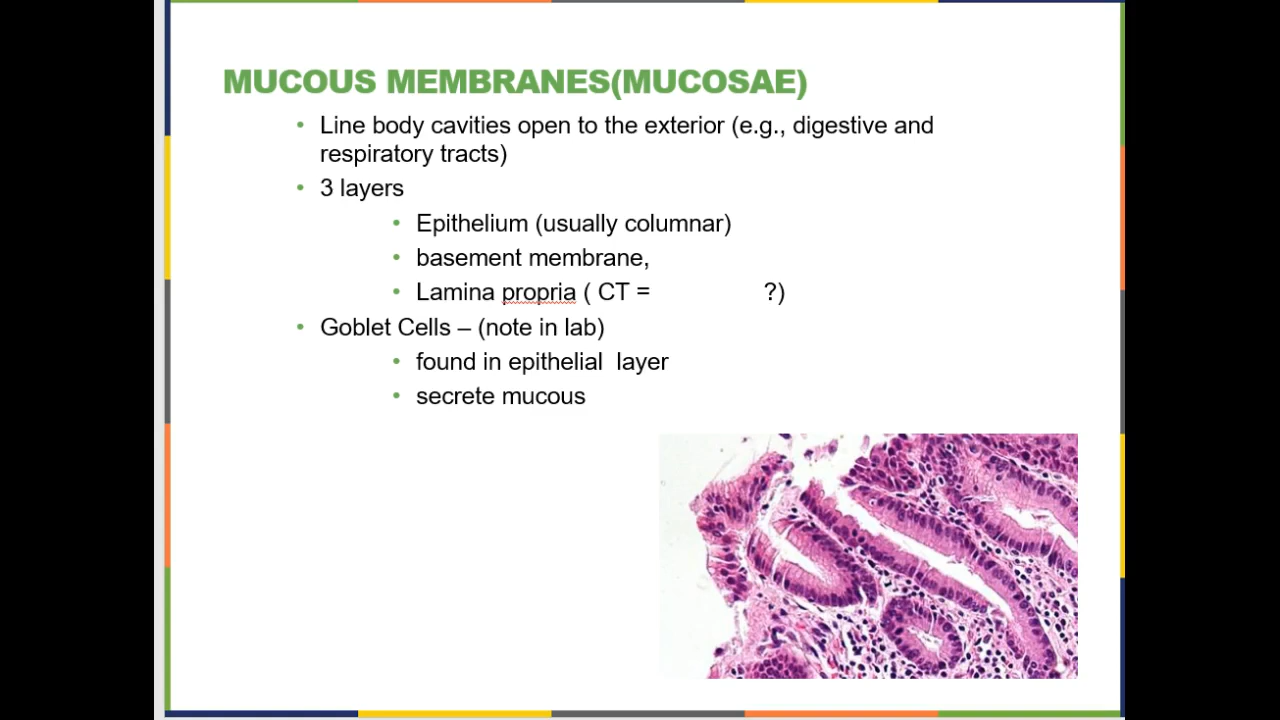 MUCOUS MEMBRANES(MUCOSAE)
• Line body cavities open to the exterior (e.g., digestive and
respiratory tracts)
• 3 layers
• Epithelium (usually columnar)
• basement membrane,
• Lamina propria ( CT = ?)
• Goblet Cells – (note in lab)
• found in epithelial layer
• secrete mucous